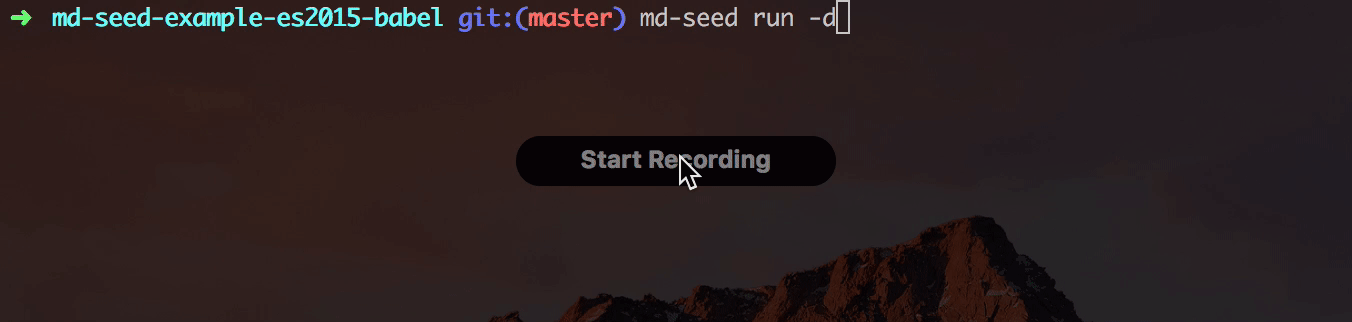 ➜ md-seed-example-es2015-babel git:(master) md-seed run -d
Start Recording